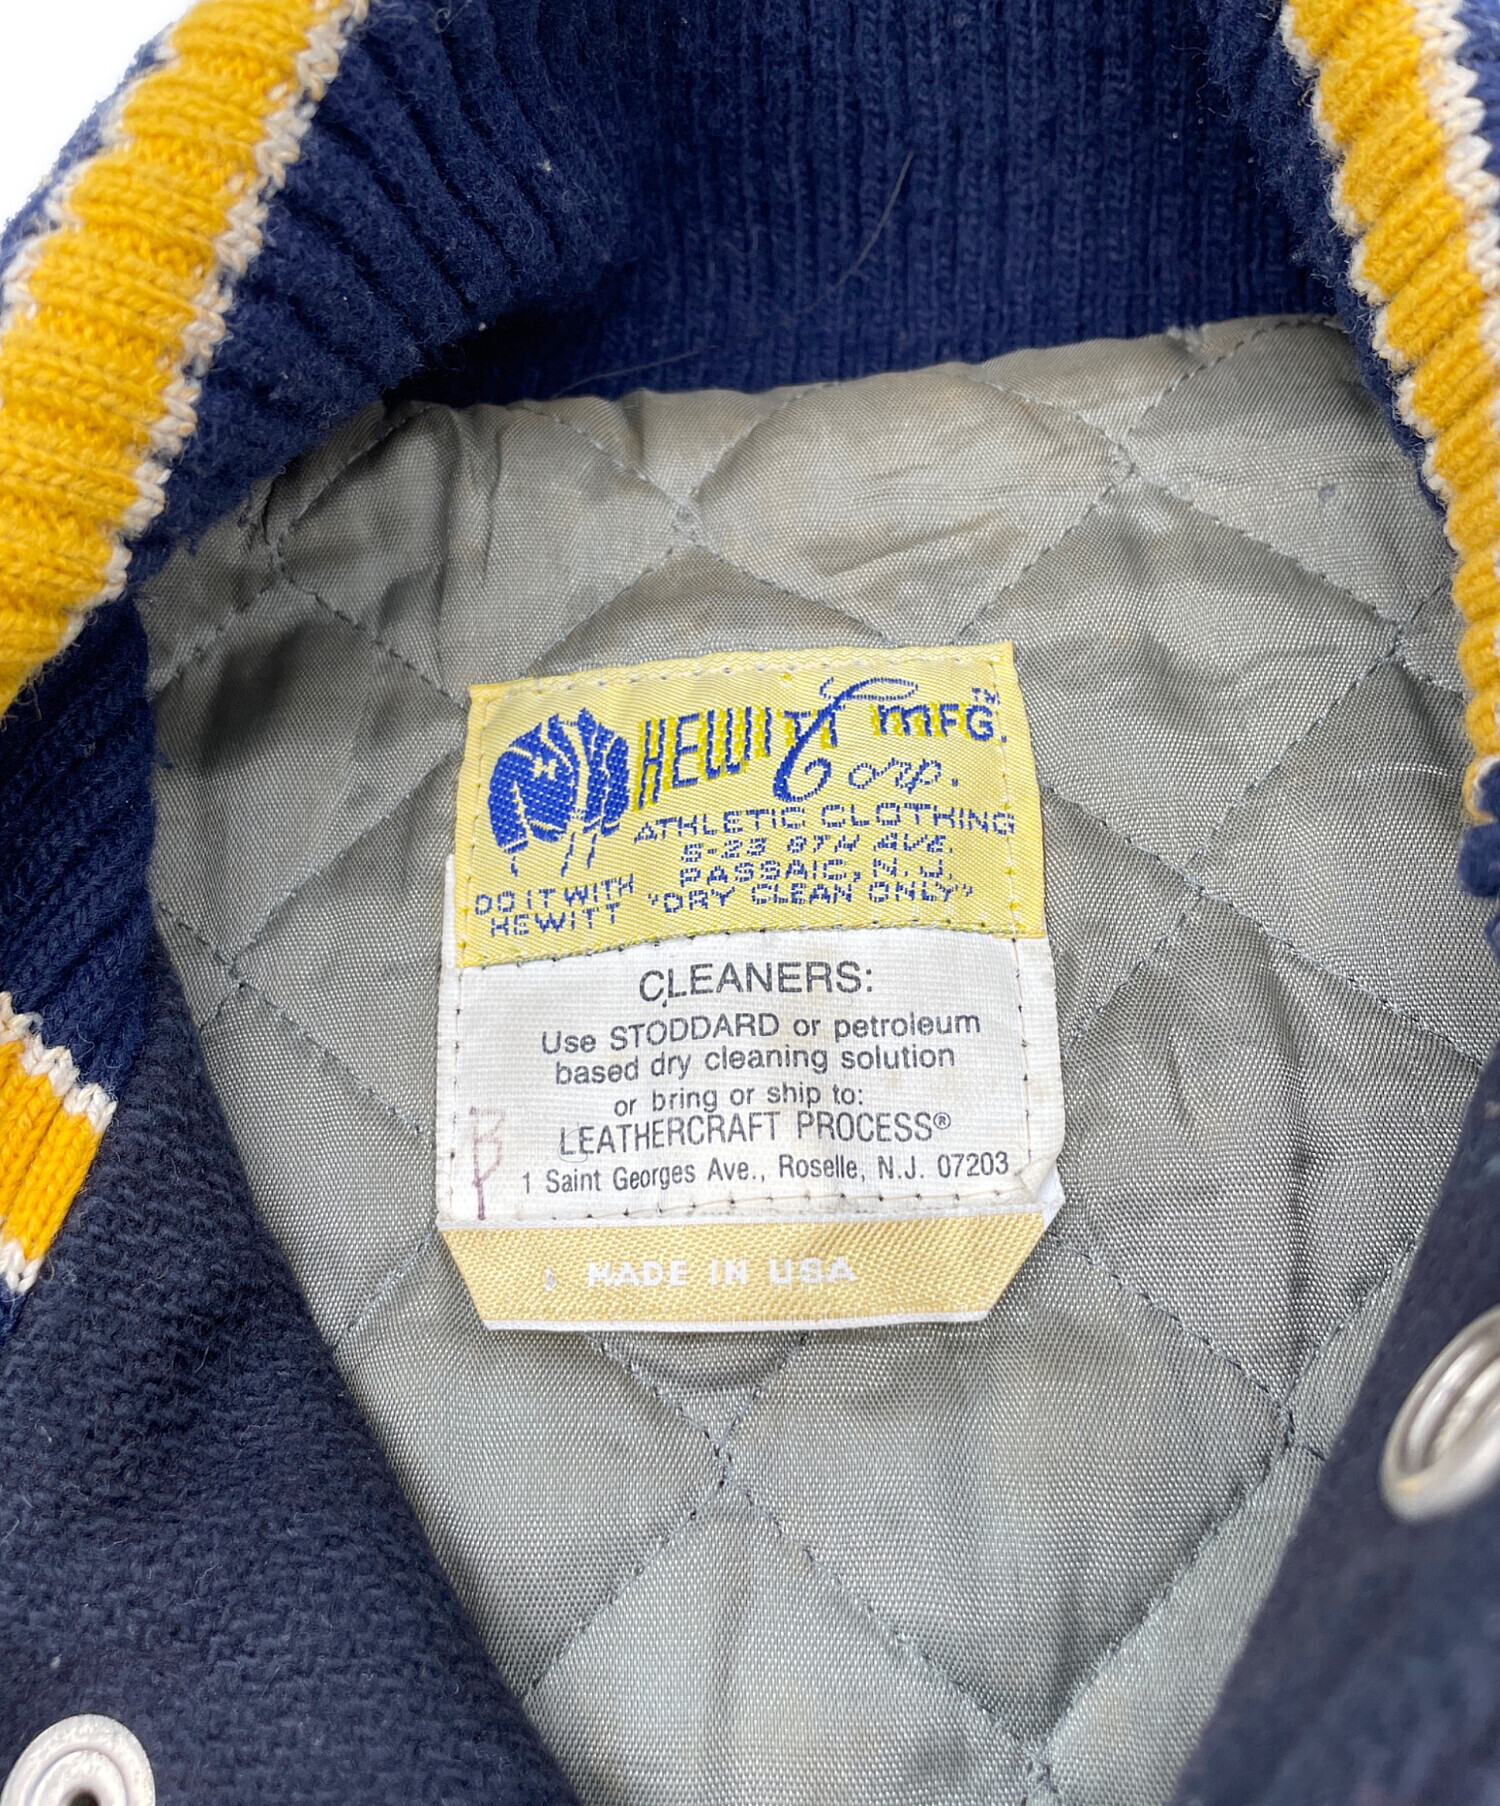 HEWITT Corp. MFG.
ATHLETIC CLOTHING
5-23 8TH AVE.
PASSAIC, N.J.
"DRY CLEAN ONLY"
DO IT WITH
HEWITT
H
CLEANERS:
Use STODDARD or petroleum
based dry cleaning solution
or bring or ship to:
LEATHERCRAFT PROCESS®
1 Saint Georges Ave., Roselle, N.J. 07203
MADE IN USA